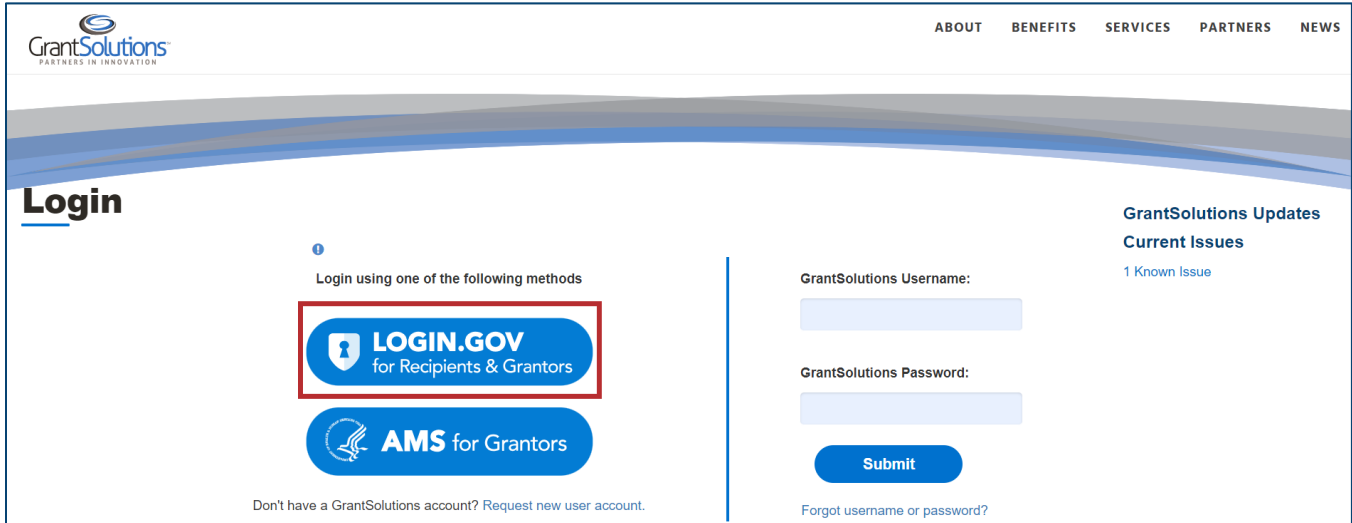 GrantSolutions
PARTNERS IN INNOVATION
ABOUT BENEFITS SERVICES PARTNERS NEWS
Login
Login using one of the following methods
LOGIN.GOV
for Recipients & Grantors
AMS for Grantors
Don't have a GrantSolutions account? Request new user account.
GrantSolutions Username:
GrantSolutions Password:
Submit
Forgot username or password?
GrantSolutions Updates
Current Issues
1 Known Issue